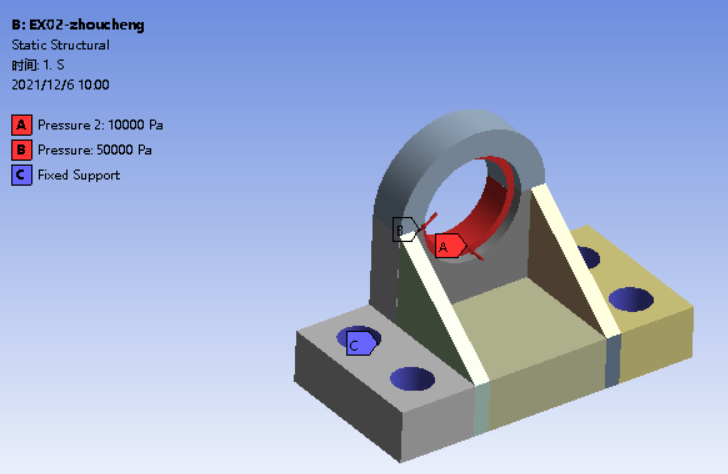 B: EX02-zhoucheng
Static Structural
时间: 1. S
2021/12/6 10:00
A Pressure 2: 10000 Pa
B Pressure: 50000 Pa
C Fixed Support
B
A
C